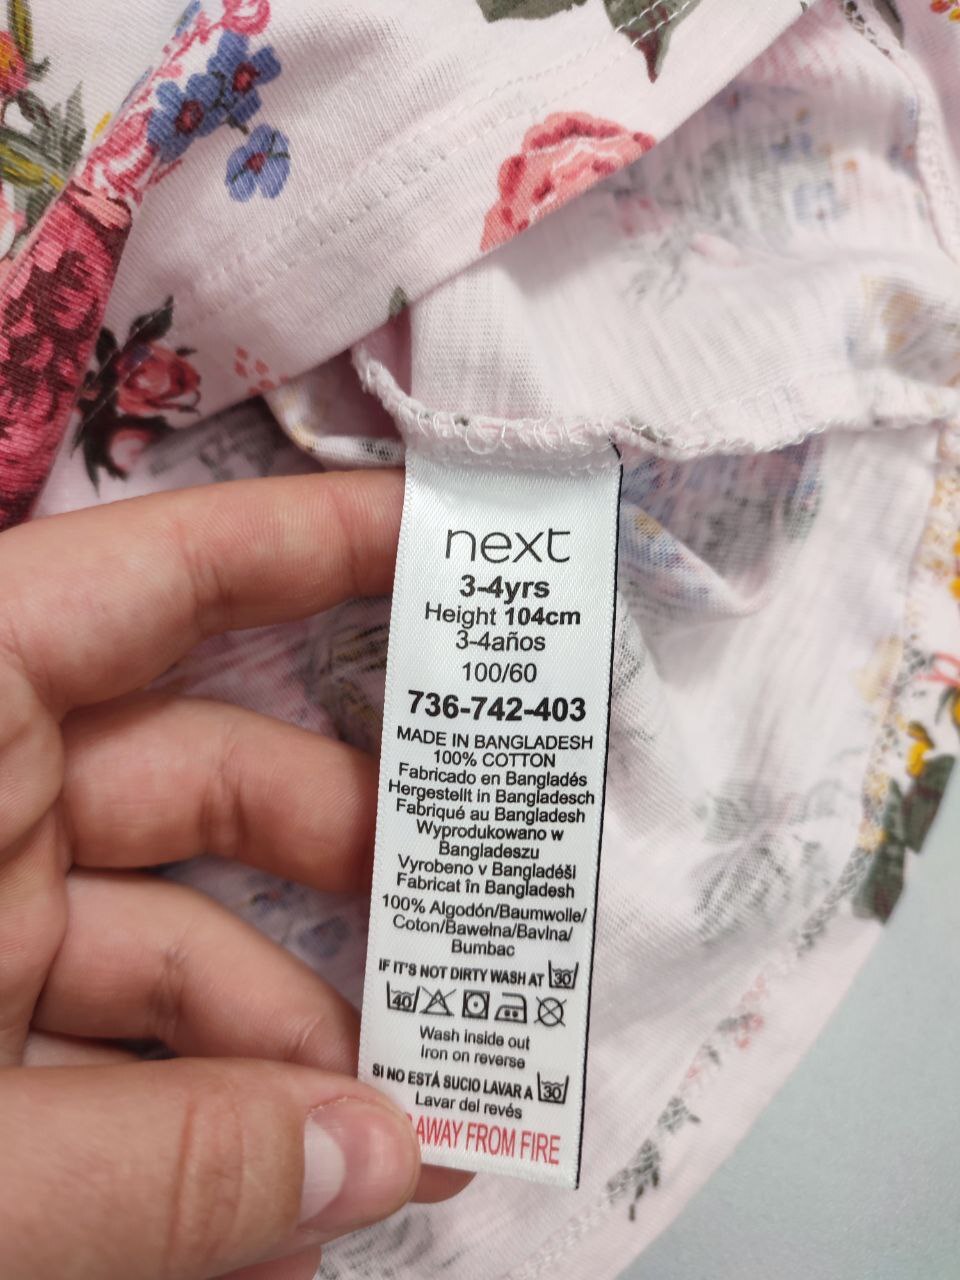 next
3-4yrs
Height 104cm
3-4años
100/60
736-742-403
MADE IN BANGLADESH
100% COTTON
Fabricado en Bangladés
Hergestellt in Bangladesch
Fabriqué au Bangladesh
Wyprodukowano w
Bangladeszu
Vyrobeno v Bangladéši
Fabricat în Bangladesh
100% Algodón/Baumwolle/
Coton/Bawełna/Bavlna/
Bumbac
IF IT'S NOT DIRTY WASH AT 30
40
Wash inside out
Iron on reverse
SI NO ESTÁ SUCIO LAVAR A 30
Lavar del revés
AWAY FROM FIRE